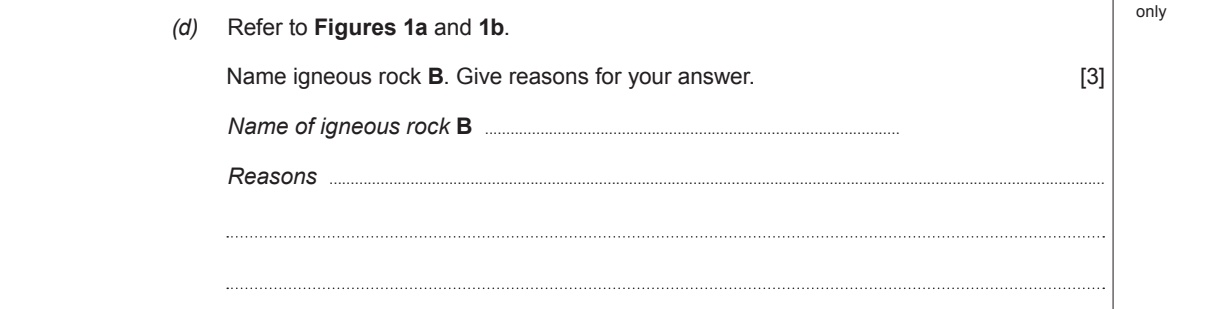 only
(d) Refer to Figures 1a and 1b.
Name igneous rock B. Give reasons for your answer. [3]
Name of igneous rock B
Reasons